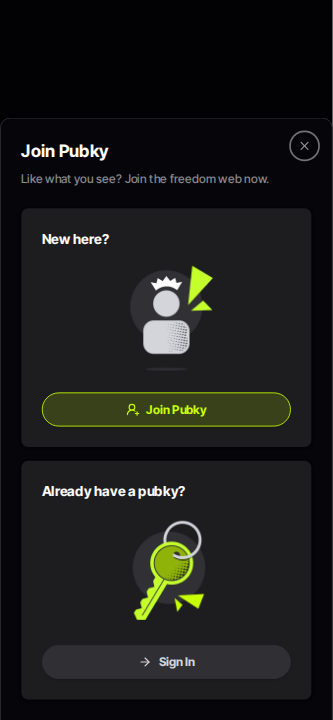 Join Pubky
Like what you see? Join the freedom web now.
New here?
Join Pubky
Already have a pubky?
Sign In